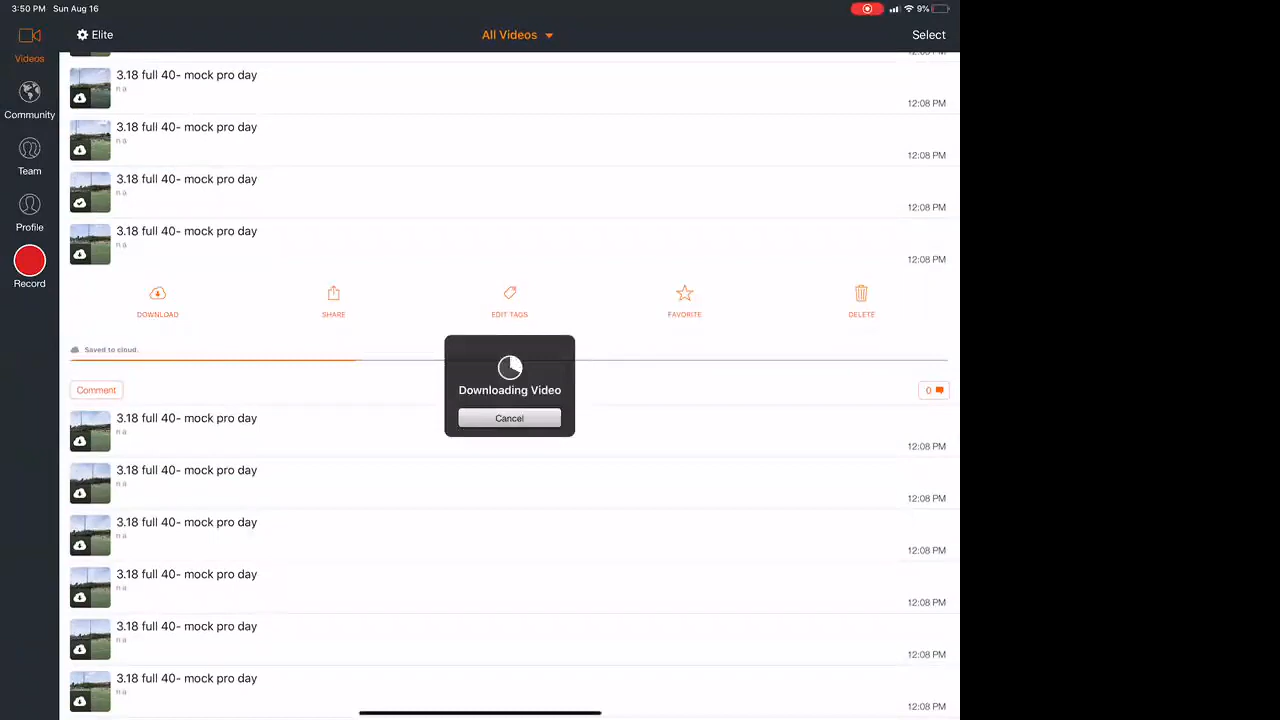 3:50 PM Sun Aug 16
9%
Videos
Elite
All Videos
Select
12:08 PM
3.18 full 40- mock pro day
n a
12:08 PM
Community
3.18 full 40- mock pro day
n a
12:08 PM
Team
3.18 full 40- mock pro day
n a
12:08 PM
Profile
3.18 full 40- mock pro day
n a
12:08 PM
Record
DOWNLOAD
SHARE
EDIT TAGS
FAVORITE
DELETE
Saved to cloud.
Downloading Video
Cancel
Comment
0
3.18 full 40- mock pro day
n a
12:08 PM
3.18 full 40- mock pro day
n a
12:08 PM
3.18 full 40- mock pro day
n a
12:08 PM
3.18 full 40- mock pro day
n a
12:08 PM
3.18 full 40- mock pro day
n a
12:08 PM
3.18 full 40- mock pro day
n a
12:08 PM